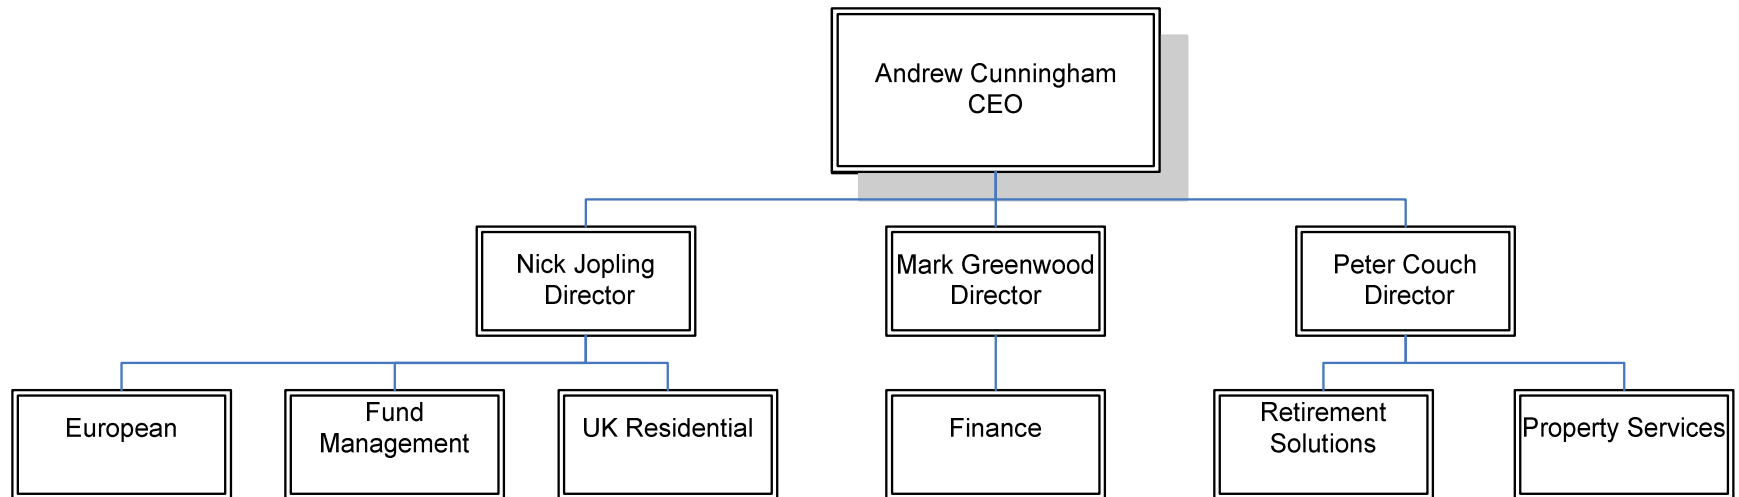 Andrew Cunningham
CEO
Nick Jopling
Director
Mark Greenwood
Director
Peter Couch
Director
European
Fund
Management
UK Residential
Finance
Retirement
Solutions
Property Services